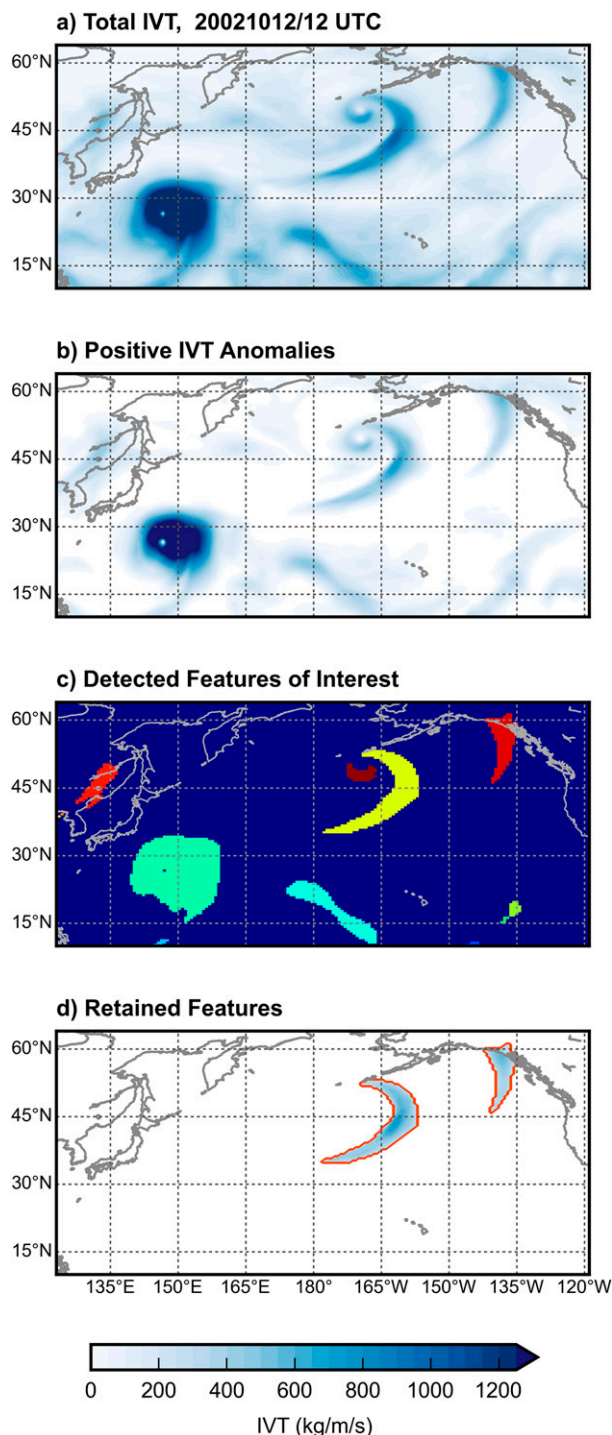 a) Total IVT,  20021012/12 UTC
60°N
45°N
30°N
15°N
b) Positive IVT Anomalies
60°N
45°N
30°N
15°N
c) Detected Features of Interest
60°N
45°N
30°N
15°N
d) Retained Features
60°N
45°N
30°N
15°N
135°E 150°E 165°E 180° 165°W 150°W 135°W 120°W
0 200 400 600 800 1000 1200
IVT (kg/m/s)